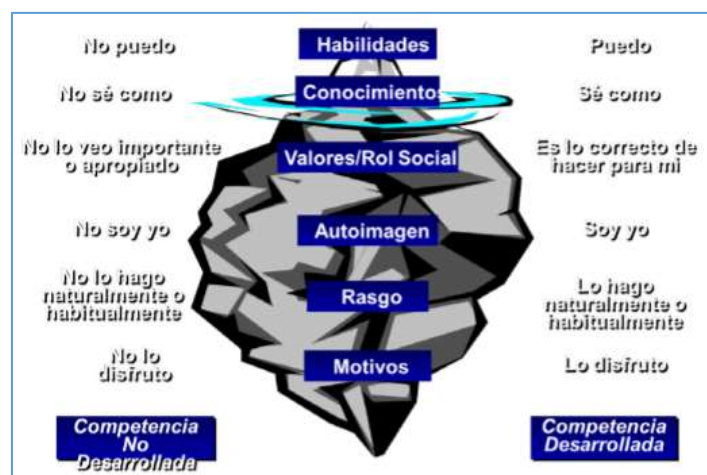 No puedo
Habilidades
Puedo
No sé como
Conocimientos
Sé como
No lo veo importante
o apropiado
Valores/Rol Social
Es lo correcto de
hacer para mi
No soy yo
Autoimagen
Soy yo
No lo hago
naturalmente o
habitualmente
Rasgo
Lo hago
naturalmente o
habitualmente
No lo
disfruto
Motivos
Lo disfruto
Competencia
No
Desarrollada
Competencia
Desarrollada